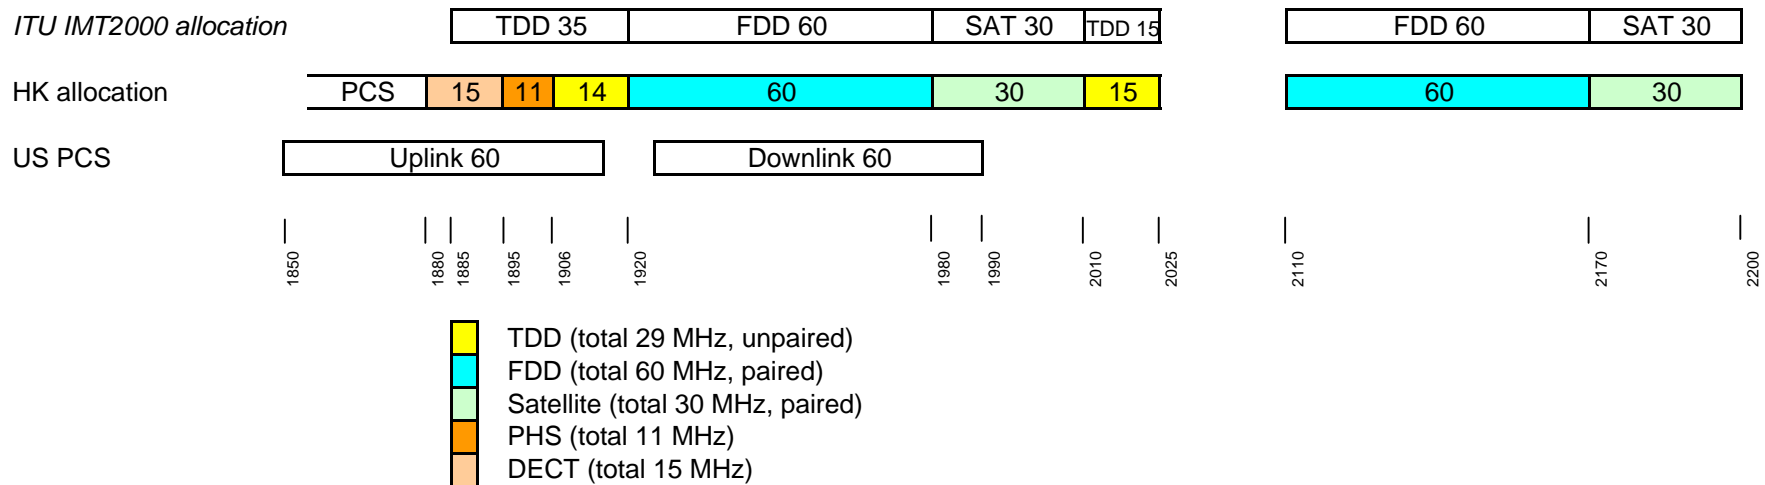 ITU IMT2000 allocation TDD 35 FDD 60 SAT 30 TDD 15 FDD 60 SAT 30
HK allocation PCS 15 11 14 60 30 15 60 30
US PCS Uplink 60 Downlink 60
1850 1880 1885 1895 1906 1920 1980 1990 2010 2025 2110 2170 2200
TDD (total 29 MHz, unpaired)
FDD (total 60 MHz, paired)
Satellite (total 30 MHz, paired)
PHS (total 11 MHz)
DECT (total 15 MHz)